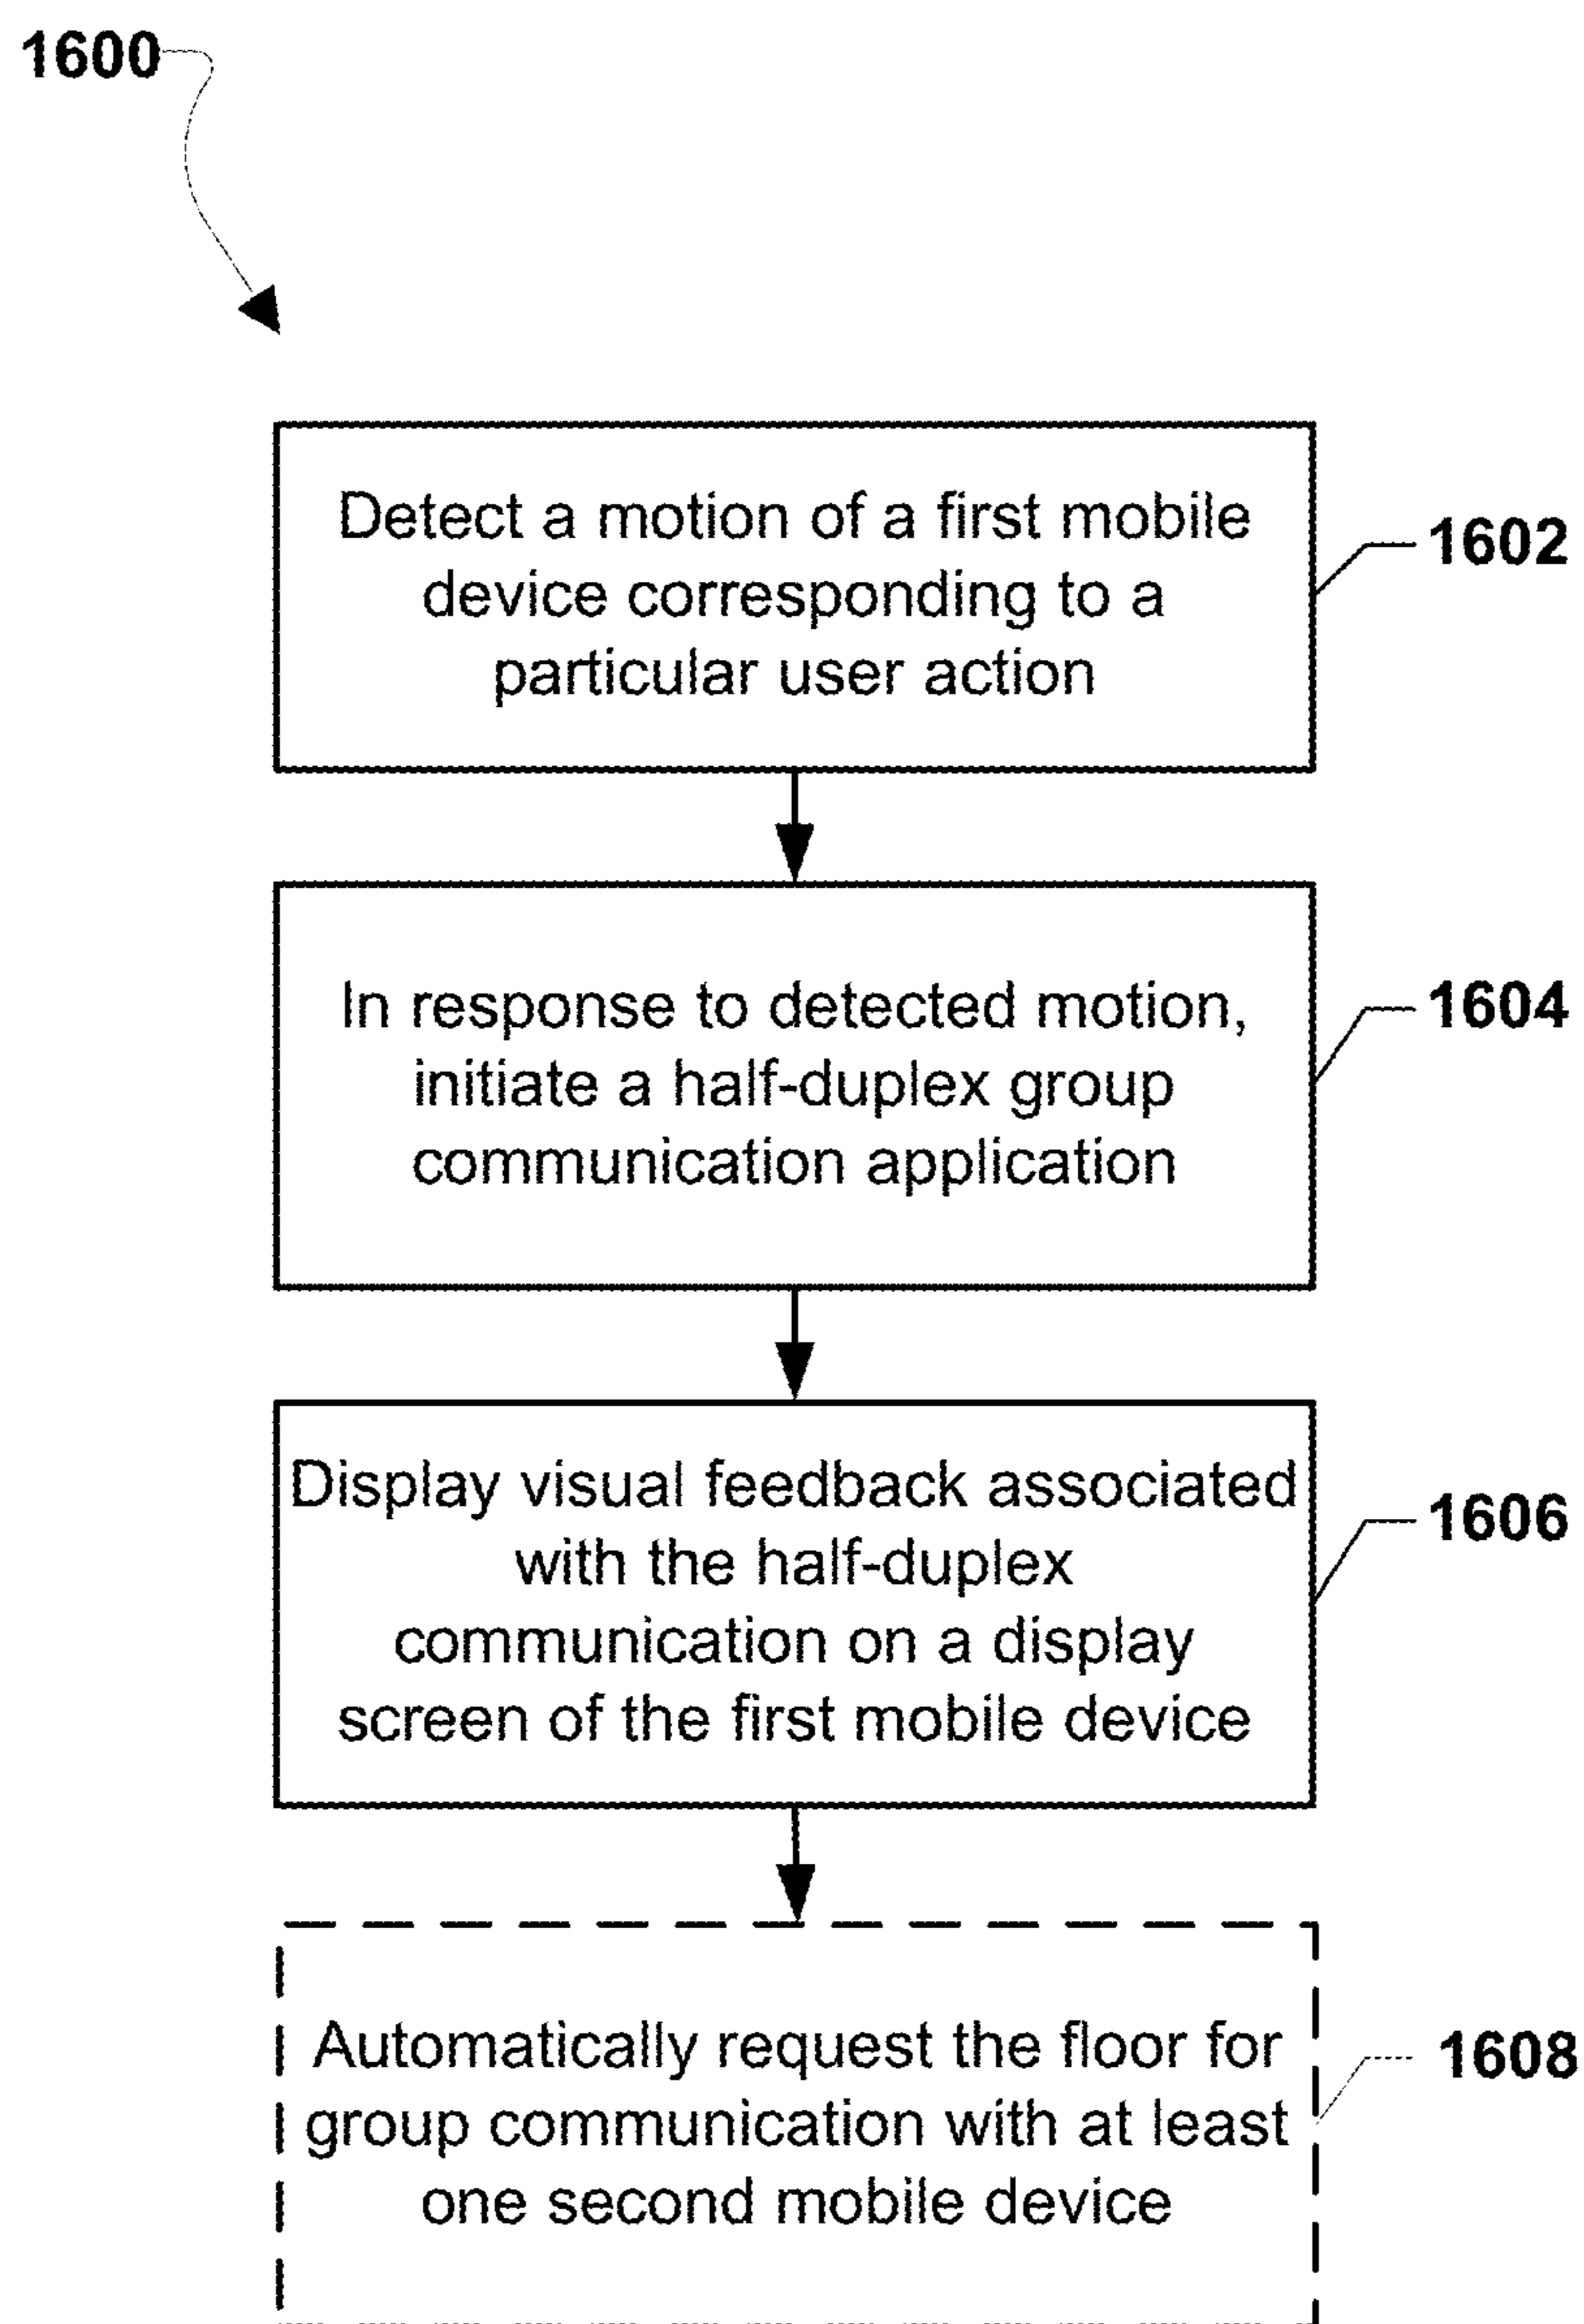 1600
Detect a motion of a first mobile
device corresponding to a
particular user action
1602
In response to detected motion,
initiate a half-duplex group
communication application
1604
Display visual feedback associated
with the half-duplex
communication on a display
screen of the first mobile device
1606
Automatically request the floor for
group communication with at least
one second mobile device
1608